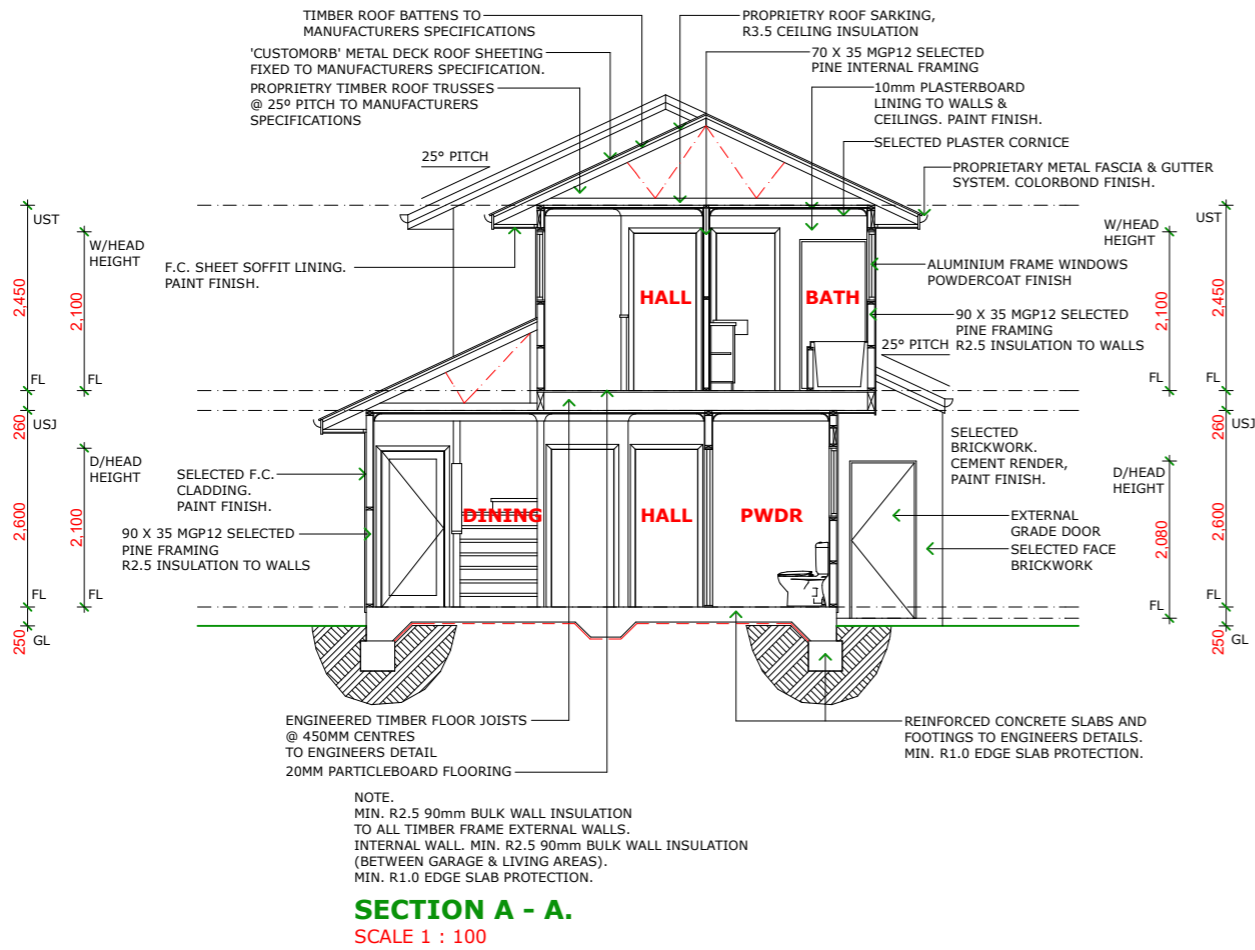 TIMBER ROOF BATTENS TO
MANUFACTURERS SPECIFICATIONS
'CUSTOMORB' METAL DECK ROOF SHEETING
FIXED TO MANUFACTURERS SPECIFICATION.
PROPRIETRY TIMBER ROOF TRUSSES
@ 25º PITCH TO MANUFACTURERS
SPECIFICATIONS
PROPRIETRY ROOF SARKING,
R3.5 CEILING INSULATION
70 X 35 MGP12 SELECTED
PINE INTERNAL FRAMING
10mm PLASTERBOARD
LINING TO WALLS &
CEILINGS. PAINT FINISH.
SELECTED PLASTER CORNICE
PROPRIETARY METAL FASCIA & GUTTER
SYSTEM. COLORBOND FINISH.
25° PITCH
UST
W/HEAD
HEIGHT
2,450
2,100
FL
FL
F.C. SHEET SOFFIT LINING.
PAINT FINISH.
HALL
BATH
W/HEAD
HEIGHT
UST
ALUMINIUM FRAME WINDOWS
POWDERCOAT FINISH
90 X 35 MGP12 SELECTED
PINE FRAMING
R2.5 INSULATION TO WALLS
25° PITCH
2,100
2,450
FL
FL
260
USJ
D/HEAD
HEIGHT
2,600
2,100
FL
FL
250
GL
SELECTED F.C.
CLADDING.
PAINT FINISH.
90 X 35 MGP12 SELECTED
PINE FRAMING
R2.5 INSULATION TO WALLS
DINING
HALL
PWDR
SELECTED
BRICKWORK.
CEMENT RENDER,
PAINT FINISH.
EXTERNAL
GRADE DOOR
SELECTED FACE
BRICKWORK
260
USJ
D/HEAD
HEIGHT
2,080
2,600
FL
FL
250
GL
ENGINEERED TIMBER FLOOR JOISTS
@ 450MM CENTRES
TO ENGINEERS DETAIL
20MM PARTICLEBOARD FLOORING
REINFORCED CONCRETE SLABS AND
FOOTINGS TO ENGINEERS DETAILS.
MIN. R1.0 EDGE SLAB PROTECTION.
NOTE.
MIN. R2.5 90mm BULK WALL INSULATION
TO ALL TIMBER FRAME EXTERNAL WALLS.
INTERNAL WALL. MIN. R2.5 90mm BULK WALL INSULATION
(BETWEEN GARAGE & LIVING AREAS).
MIN. R1.0 EDGE SLAB PROTECTION.
SECTION A - A.
SCALE 1 : 100